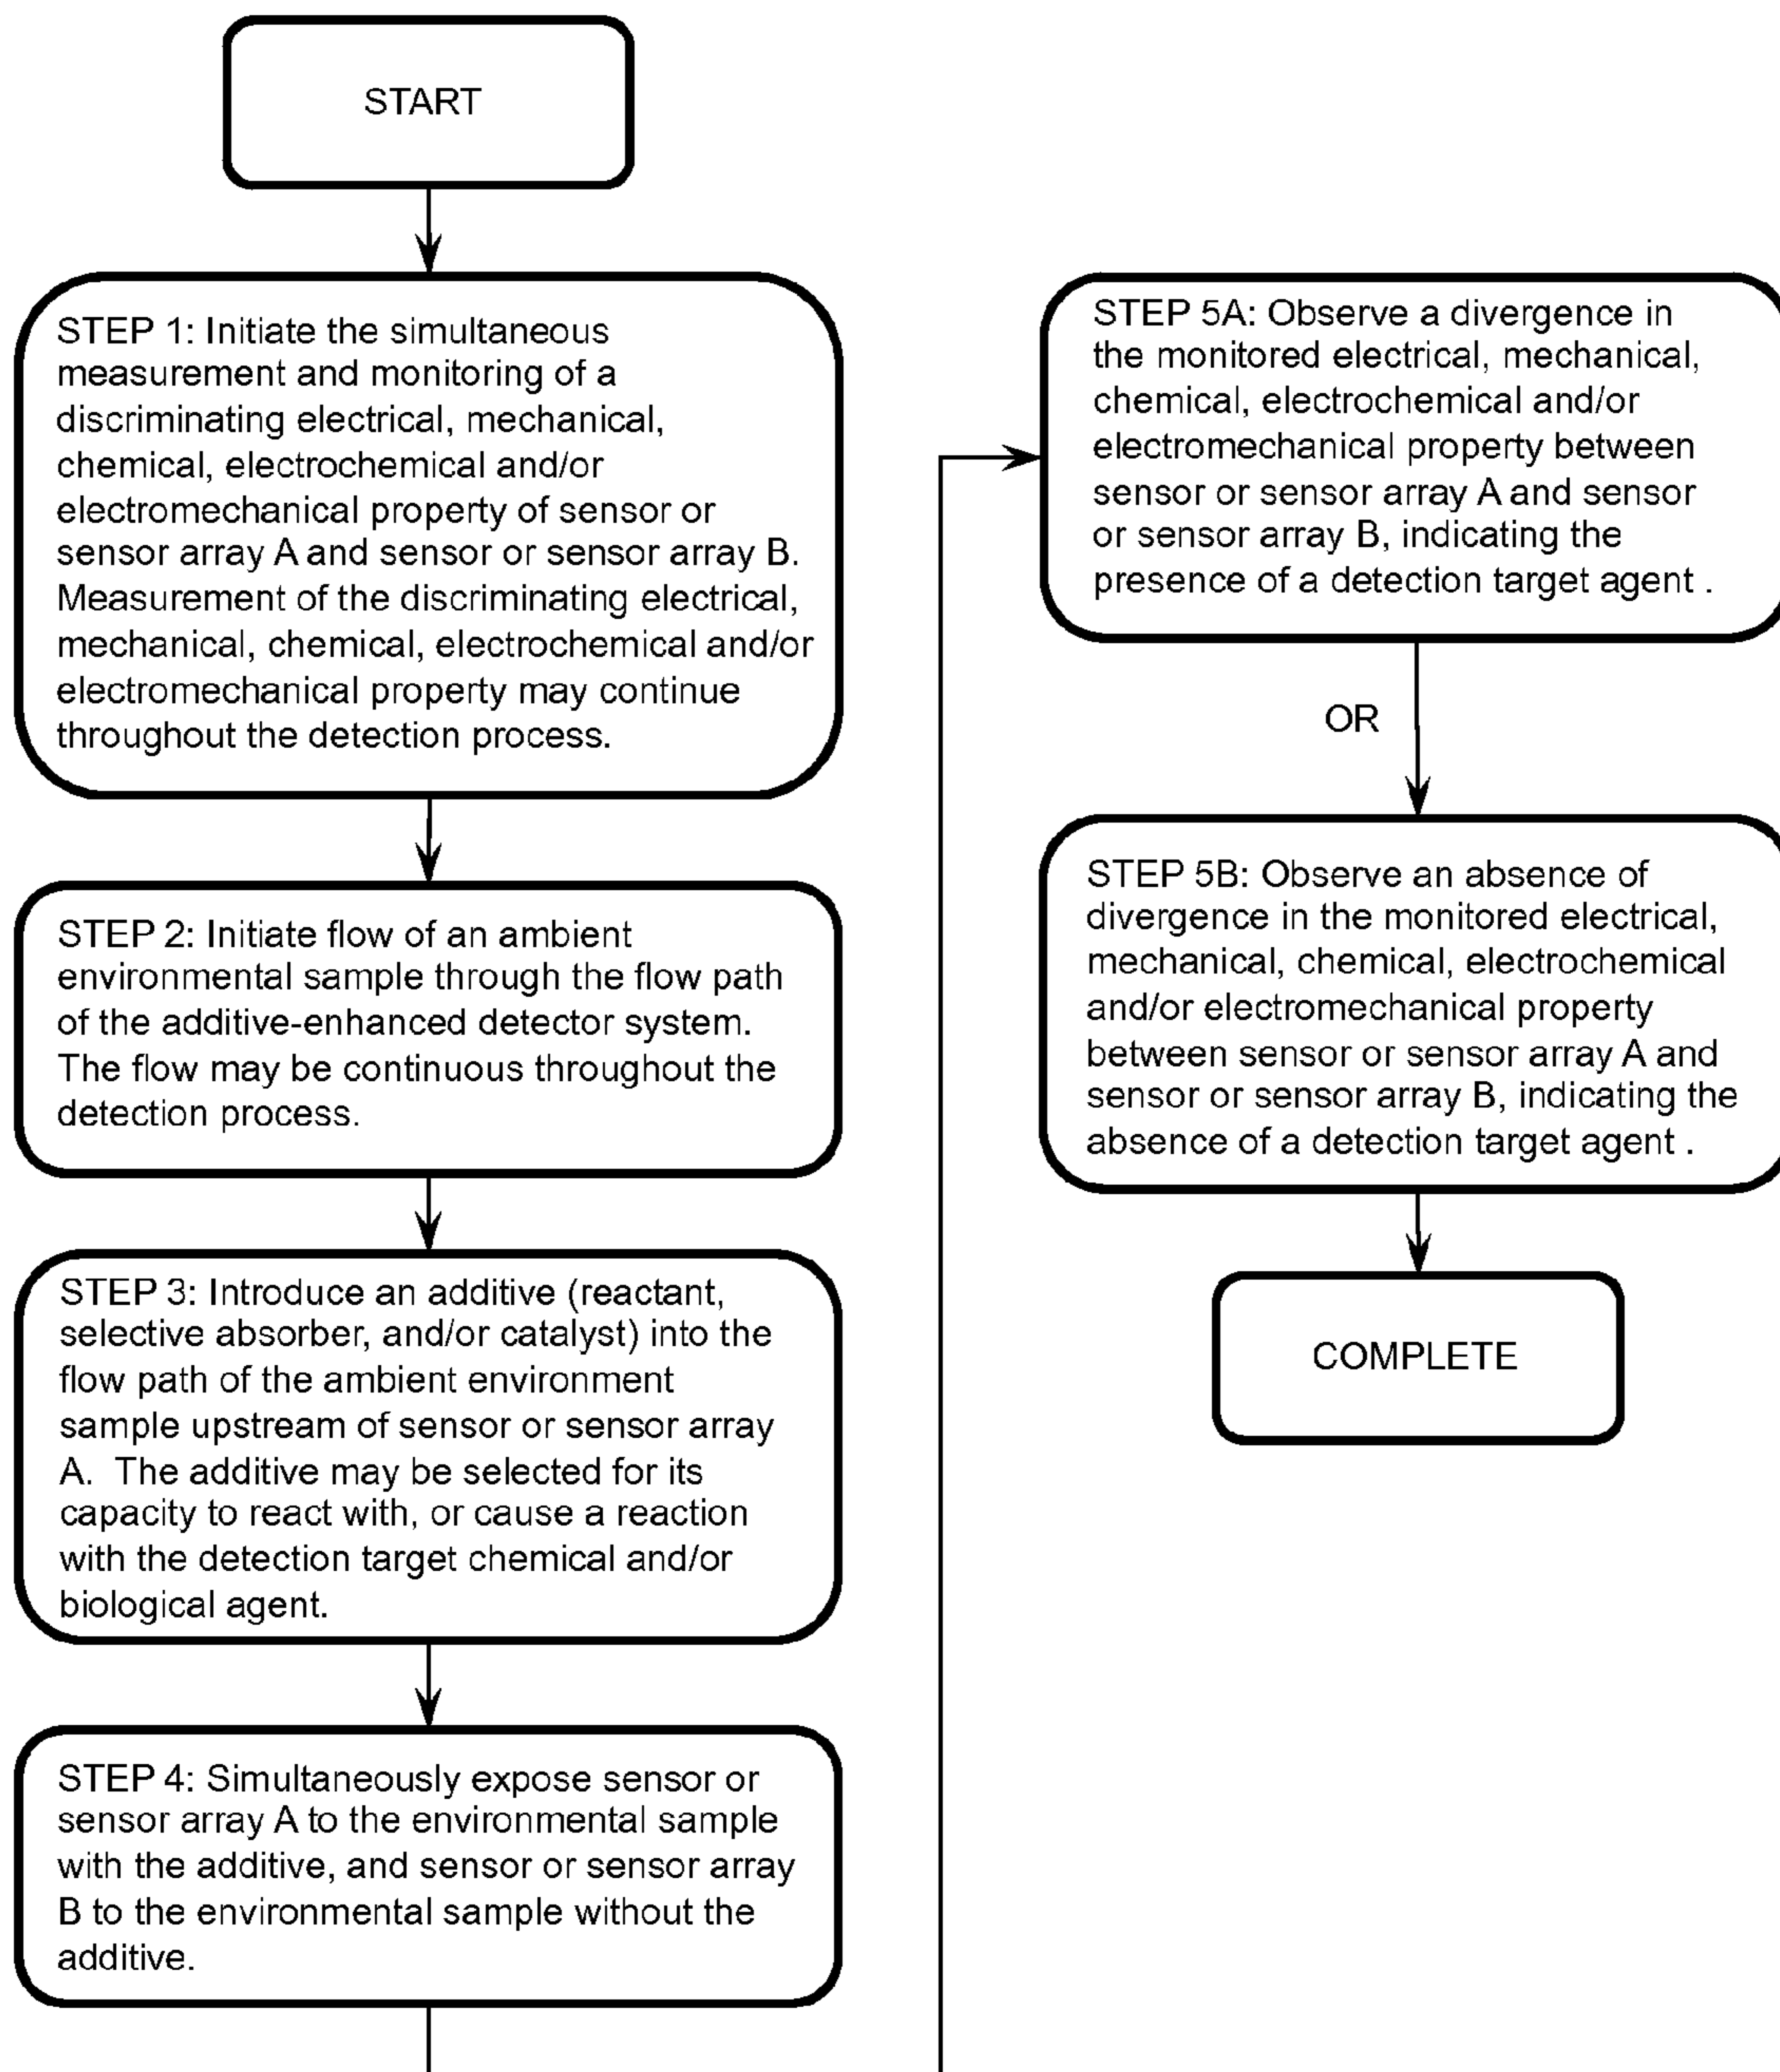 START
STEP 1: Initiate the simultaneous
measurement and monitoring of a
discriminating electrical, mechanical,
chemical, electrochemical and/or
electromechanical property of sensor or
sensor array A and sensor or sensor array B.
Measurement of the discriminating electrical,
mechanical, chemical, electrochemical and/or
electromechanical property may continue
throughout the detection process.
STEP 2: Initiate flow of an ambient
environmental sample through the flow path
of the additive-enhanced detector system.
The flow may be continuous throughout the
detection process.
STEP 3: Introduce an additive (reactant,
selective absorber, and/or catalyst) into the
flow path of the ambient environment
sample upstream of sensor or sensor array
A.  The additive may be selected for its
capacity to react with, or cause a reaction
with the detection target chemical and/or
biological agent.
STEP 4: Simultaneously expose sensor or
sensor array A to the environmental sample
with the additive, and sensor or sensor array
B to the environmental sample without the
additive.
STEP 5A: Observe a divergence in
the monitored electrical, mechanical,
chemical, electrochemical and/or
electromechanical property between
sensor or sensor array A and sensor
or sensor array B, indicating the
presence of a detection target agent .
OR
STEP 5B: Observe an absence of
divergence in the monitored electrical,
mechanical, chemical, electrochemical
and/or electromechanical property
between sensor or sensor array A and
sensor or sensor array B, indicating the
absence of a detection target agent .
COMPLETE